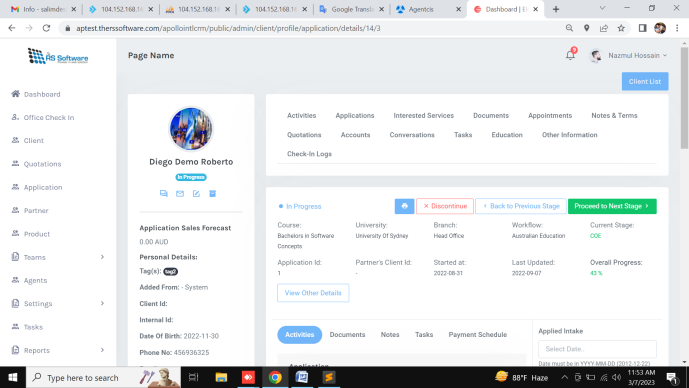 Info - salimdes
104.152.168.16
104.152.168.16
104.152.168.16
Google Transla
Agentcis
Dashboard | D
aptest.therssoftware.com/apollointlcrm/public/admin/client/profile/application/details/14/3
RS Software
Page Name
Nazmul Hossain
Client List
Dashboard
Office Check In
Client
Quotations
Application
Partner
Product
Teams
Agents
Settings
Tasks
Reports
Diego Demo Roberto
In Progress
Application Sales Forecast
0.00 AUD
Personal Details:
Tag(s): tag2
Added From: - System
Client Id:
Internal Id:
Date Of Birth: 2022-11-30
Phone No: 456936325
Activities Applications Interested Services Documents Appointments Notes & Terms
Quotations Accounts Conversations Tasks Education Other Information
Check-In Logs
In Progress
Discontinue
Back to Previous Stage
Proceed to Next Stage
Course: University: Branch: Workflow: Current Stage:
Bachelors in Software Concepts University Of Sydney Head Office Australian Education COE
Application Id: Partner's Client Id: Started at: Last Updated: Overall Progress:
1 - 2022-08-31 2022-09-07 43 %
View Other Details
Activities Documents Notes Tasks Payment Schedule
Application
Applied Intake
Select Date..
Date must be in YYYY-MM-DD (2012-12-22)
Type here to search
88°F Haze
11:53 AM
3/7/2023